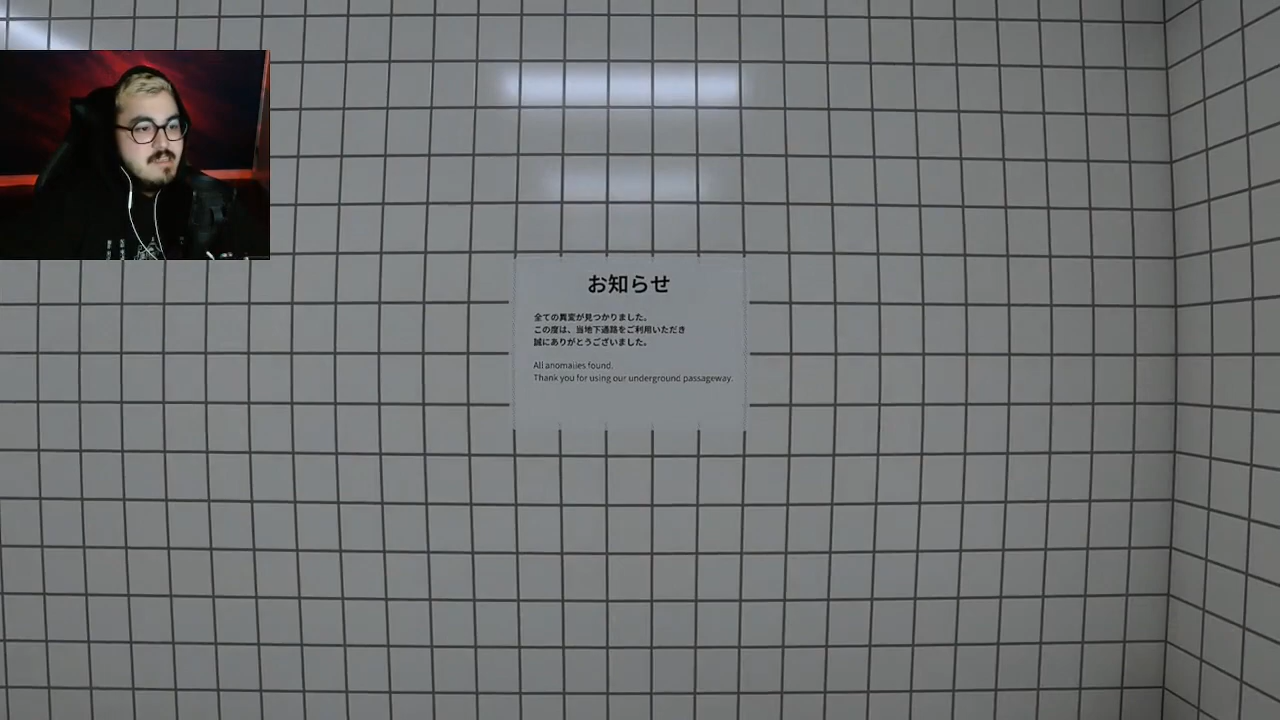 お知らせ
全ての異変が見つかりました。
この度は、当地下通路をご利用いただき
誠にありがとうございました。
All anomalies found.
Thank you for using our underground passageway.